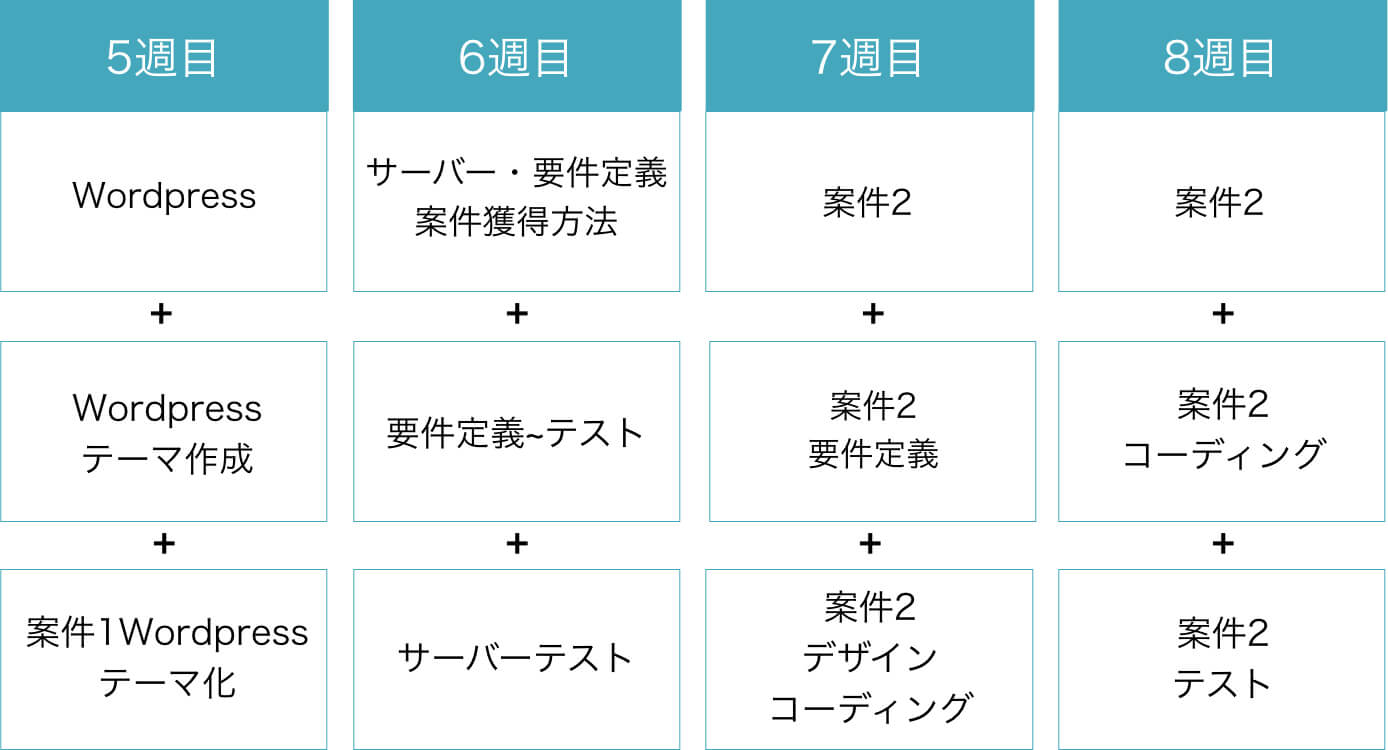 5週目
6週目
7週目
8週目
Wordpress
サーバー・要件定義
案件獲得方法
案件2
案件2
+
+
+
+
Wordpress
テーマ作成
要件定義~テスト
案件2
要件定義
案件2
コーディング
+
+
+
+
案件1Wordpress
テーマ化
サーバーテスト
案件2
デザイン
コーディング
案件2
テスト